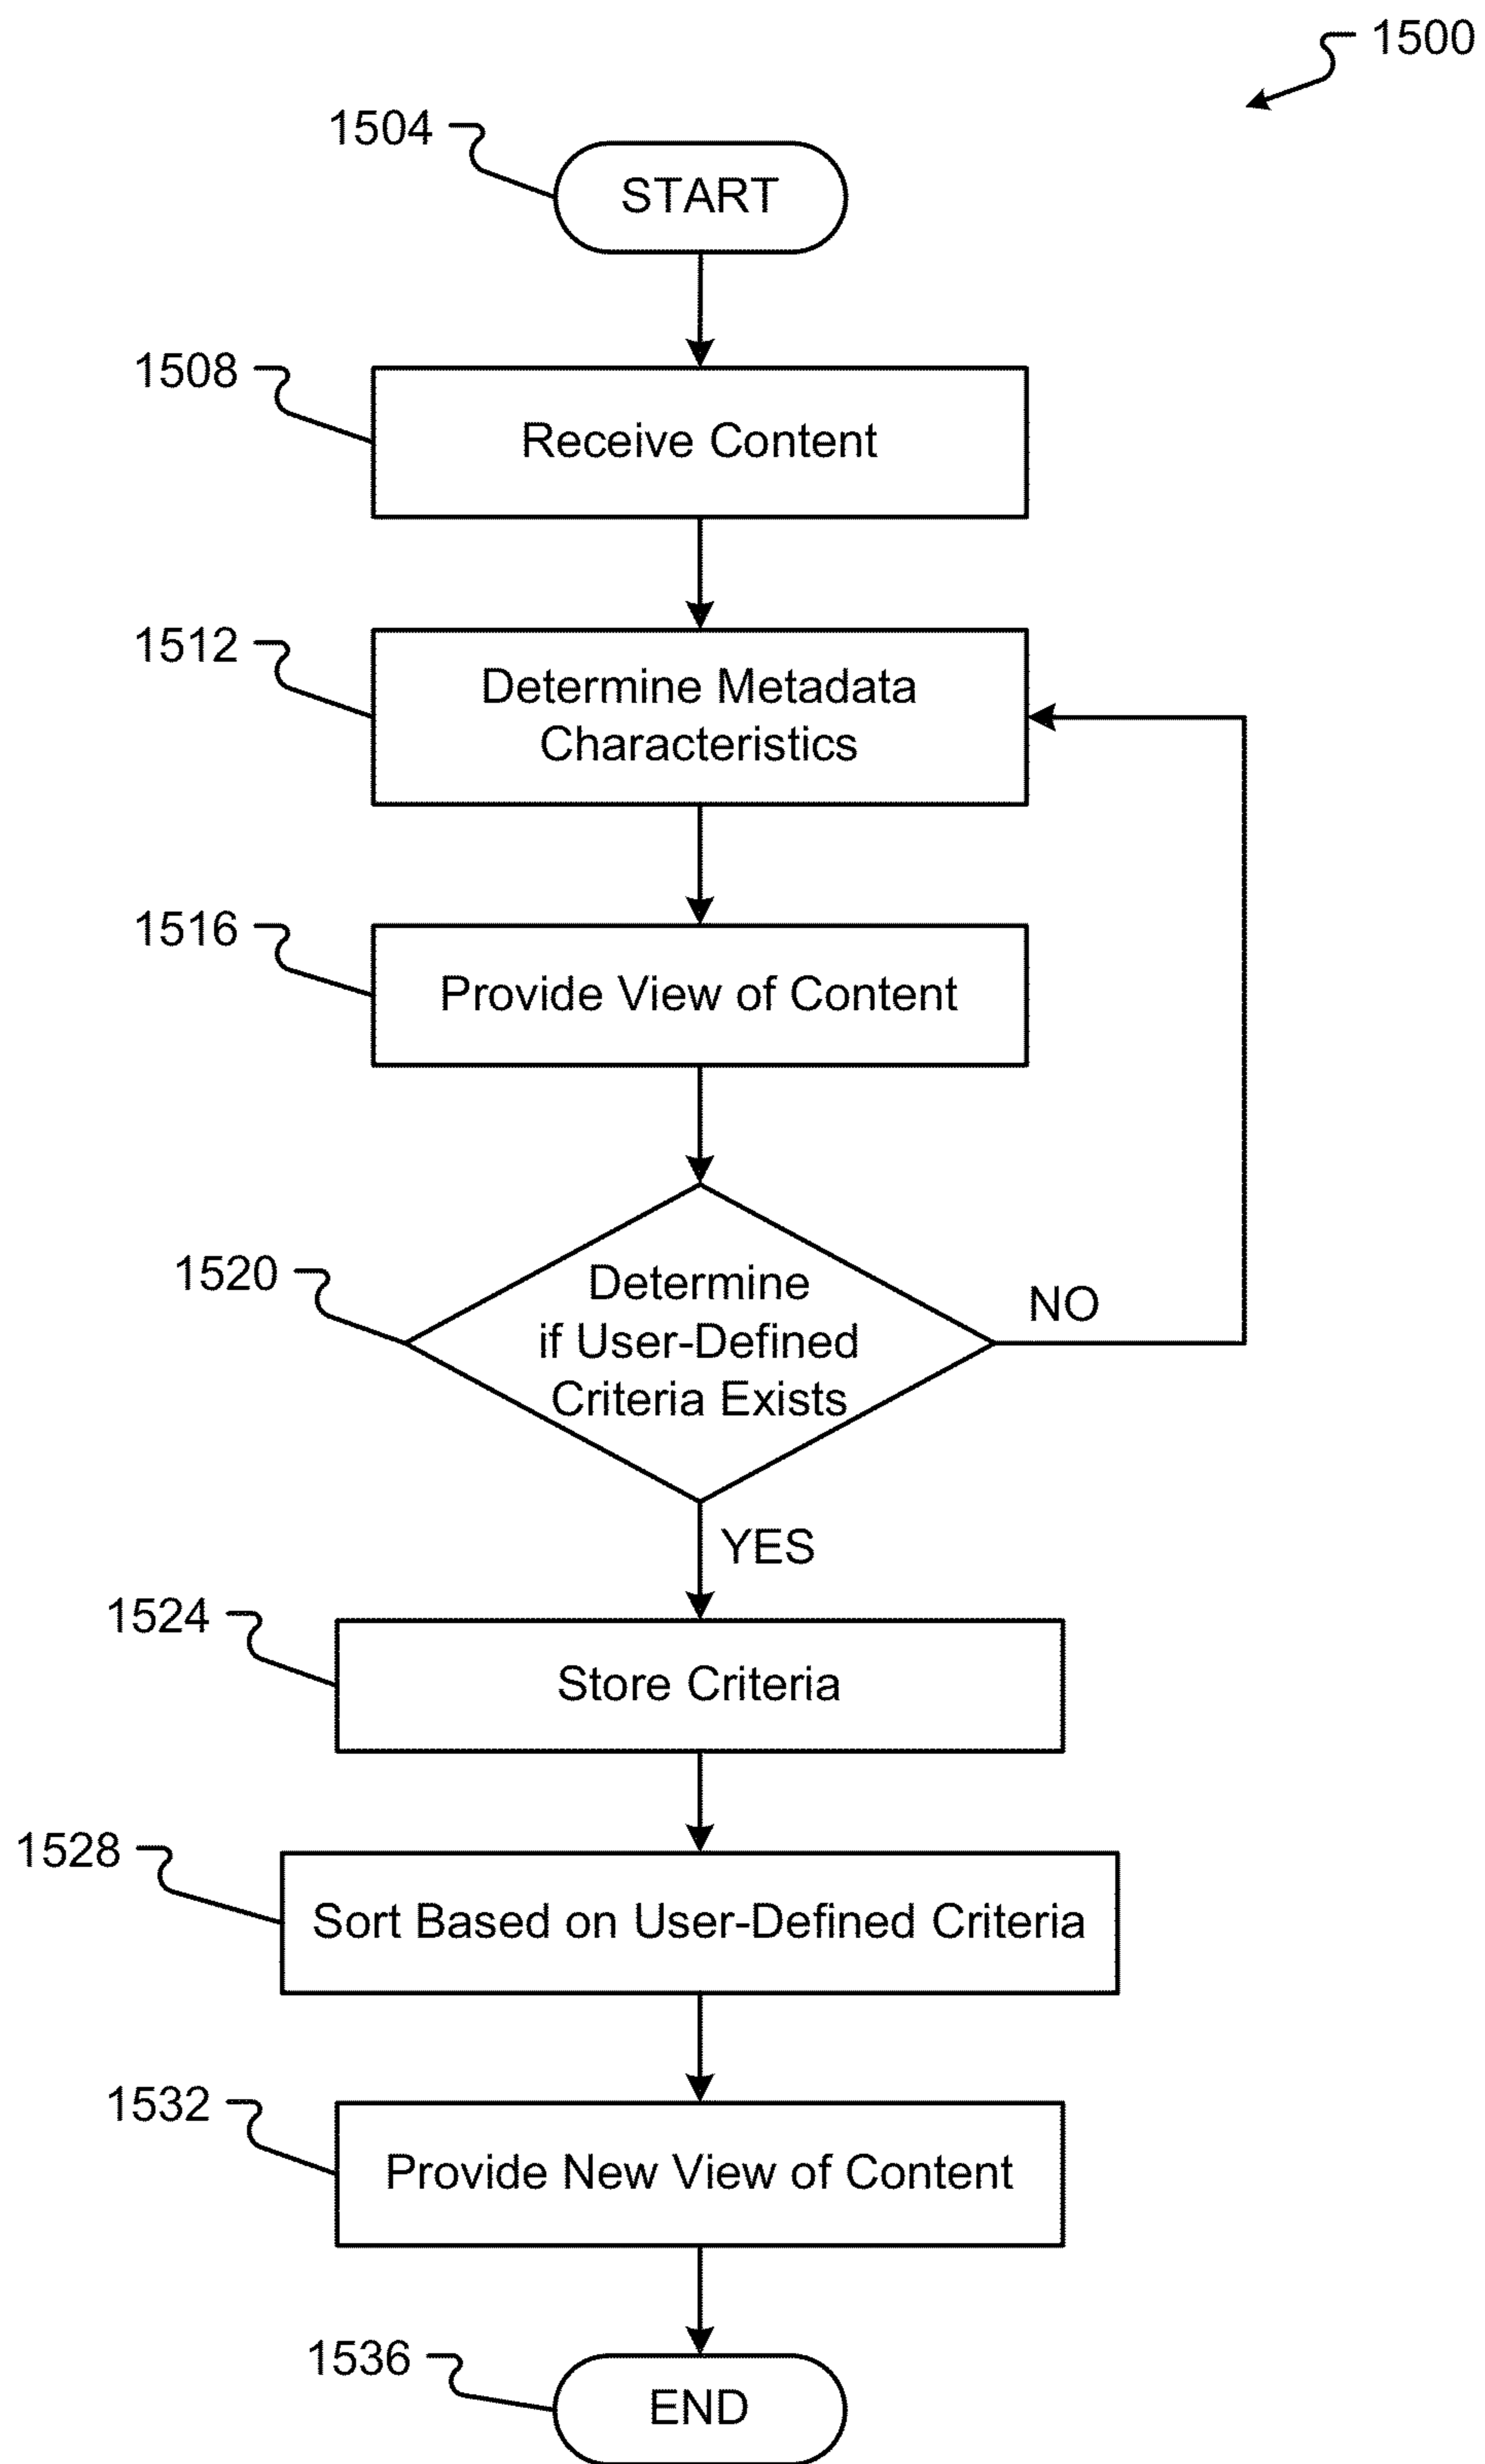 1500
1504
START
1508
Receive Content
1512
Determine Metadata
Characteristics
1516
Provide View of Content
1520
Determine
if User-Defined
Criteria Exists
NO
YES
1524
Store Criteria
1528
Sort Based on User-Defined Criteria
1532
Provide New View of Content
1536
END